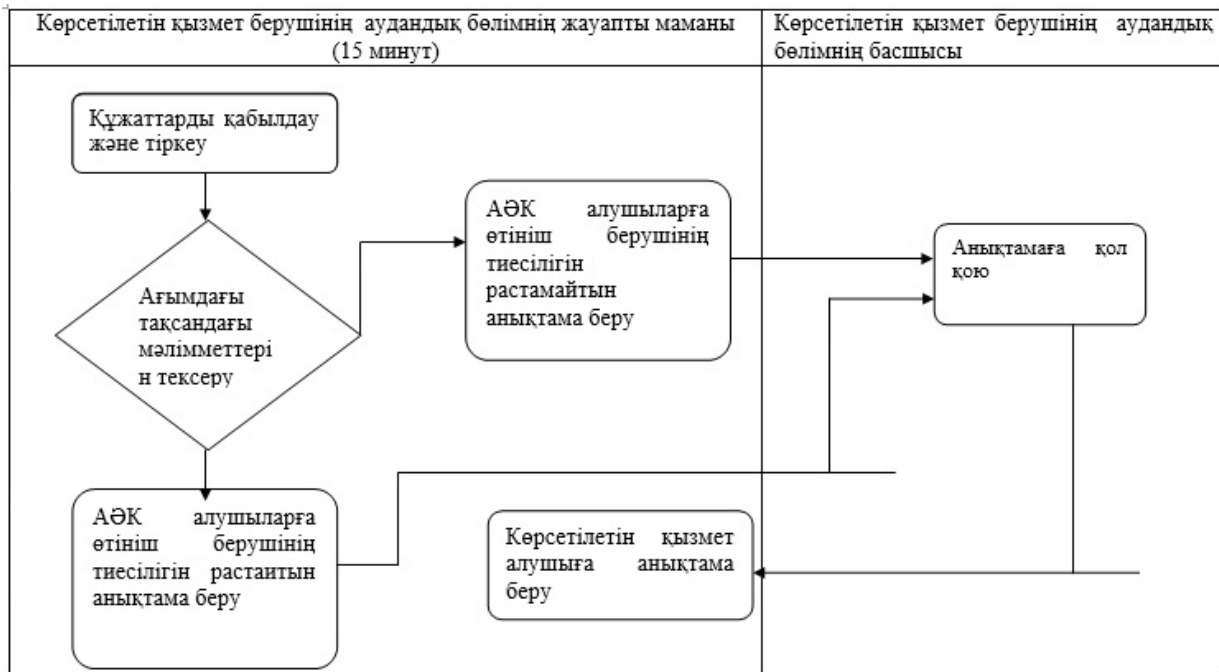 Көрсетілетін қызмет берушінің аудандық бөлімнің жауапты маманы
(15 минут)
Көрсетілетін қызмет берушінің аудандық
бөлімнің басшысы
Құжаттарды қабылдау
және тіркеу
АӘК алушыларға
өтініш берушінің
тиесілігін
растамайтын
анықтама беру
Анықтамаға қол
қою
Ағымдағы
тақсандағы
мәлімметтері
н тексеру
АӘК алушыларға
өтініш берушінің
тиесілігін растаитын
анықтама беру
Көрсетілетін қызмет
алушыға анықтама
беру